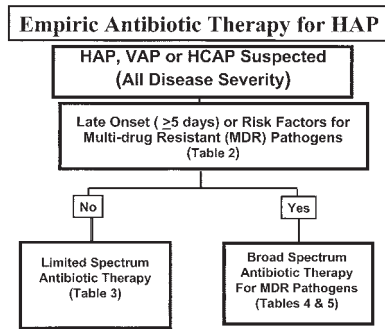 Empiric Antibiotic Therapy for HAP
HAP, VAP or HCAP Suspected
(All Disease Severity)
Late Onset ( ≥5 days) or Risk Factors for
Multi-drug Resistant (MDR) Pathogens
(Table 2)
No
Yes
Limited Spectrum
Antibiotic Therapy
(Table 3)
Broad Spectrum
Antibiotic Therapy
For MDR Pathogens
(Tables 4 & 5)